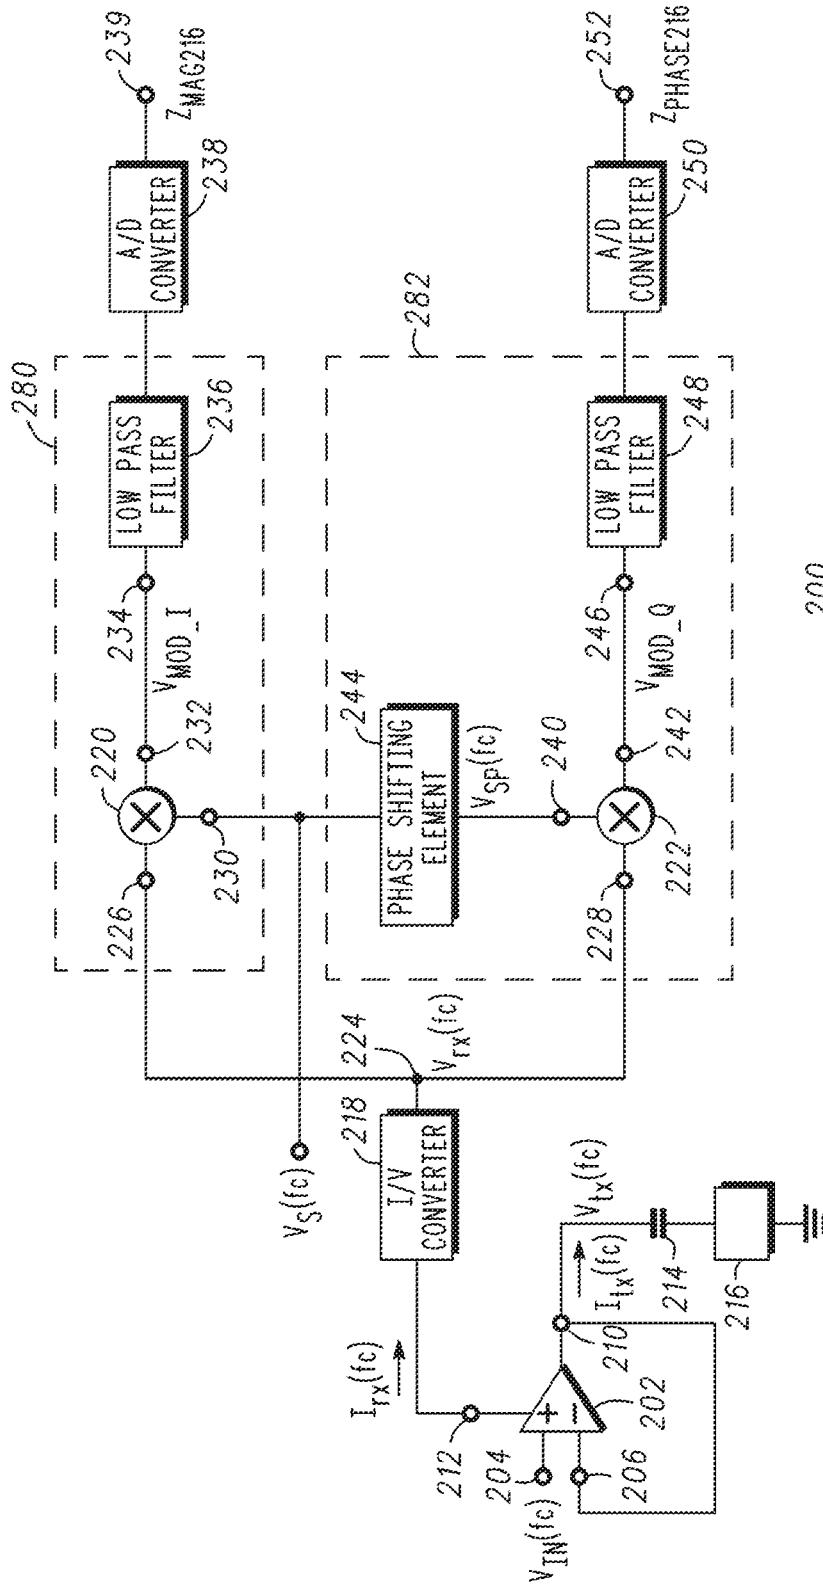 280
282
V_IN(fc)
204
206
212
202
210
I_rx(fc)
I_tx(fc)
V_tx(fc)
214
216
218
I/V
CONVERTER
224
V_rx(fc)
V_S(fc)
226
220
230
232
V_MOD_I
234
LOW PASS
FILTER
236
A/D
CONVERTER
238
239
Z_MAG216
PHASE SHIFTING
ELEMENT
244
V_SP(fc)
240
228
222
242
V_MOD_Q
246
LOW PASS
FILTER
248
A/D
CONVERTER
250
252
Z_PHASE216
200